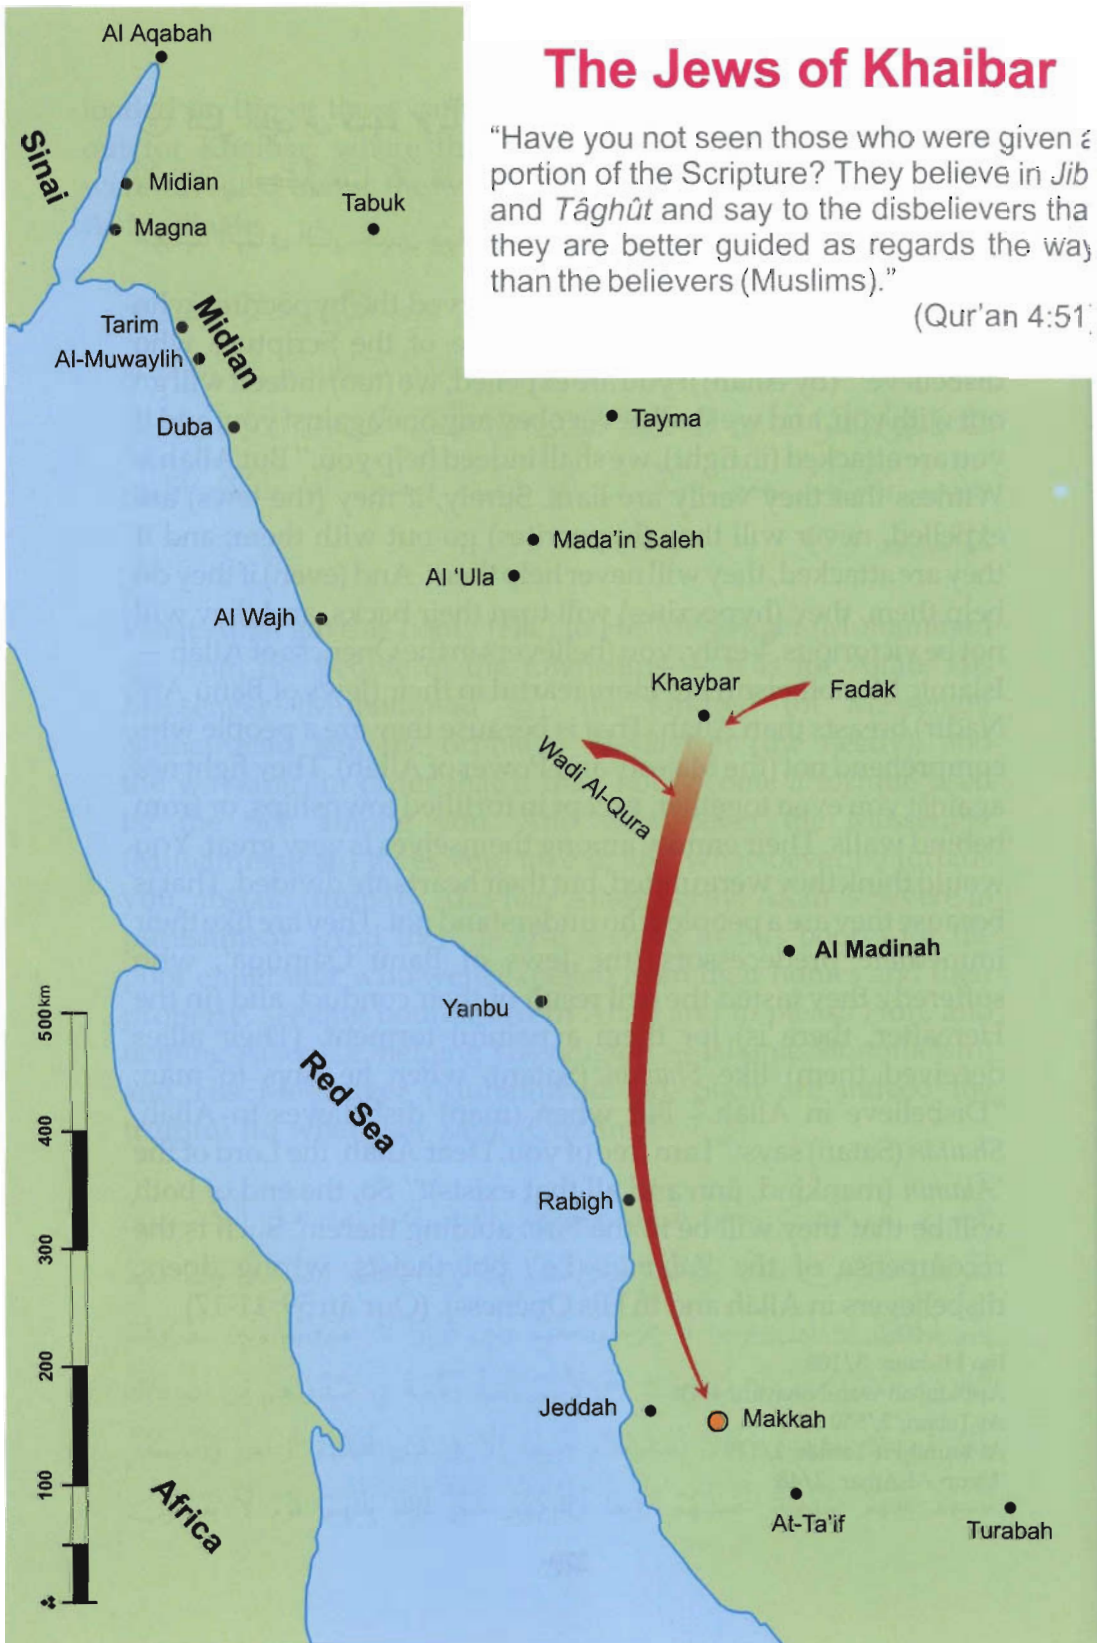 The Jews of Khaibar
“Have you not seen those who were given a
portion of the Scripture? They believe in Jib
and Tâghût and say to the disbelievers tha
they are better guided as regards the way
than the believers (Muslims).”
(Qur’an 4:51
Al Aqabah
Sinai
Midian
Magna
Tabuk
Tarim
Midian
Al-Muwaylih
Duba
Tayma
Mada’in Saleh
Al ‘Ula
Al Wajh
Khaybar
Fadak
Wadi Al-Qura
Al Madinah
Yanbu
500km
Red Sea
400
Rabigh
300
200
Jeddah
Makkah
100
Africa
At-Ta’if
Turabah